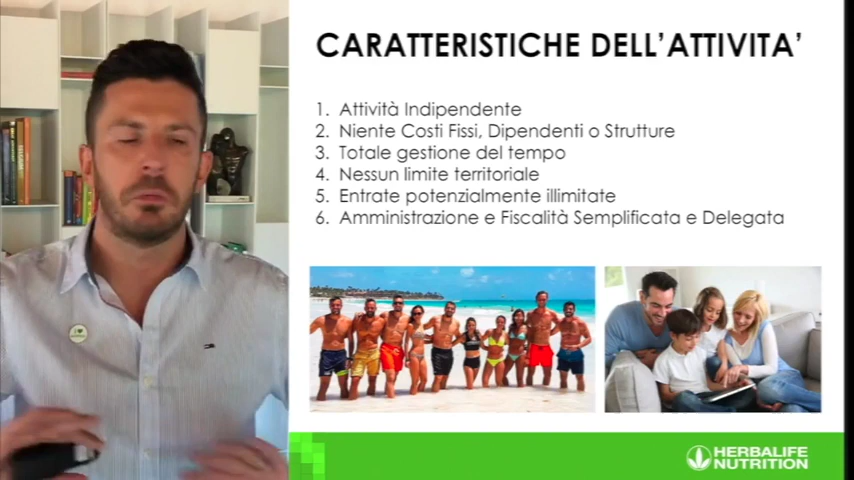 CARATTERISTICHE DELL'ATTIVITA'
1. Attività Indipendente
2. Niente Costi Fissi, Dipendenti o Strutture
3. Totale gestione del tempo
4. Nessun limite territoriale
5. Entrate potenzialmente illimitate
6. Amministrazione e Fiscalità Semplificata e Delegata
HERBALIFE
NUTRITION